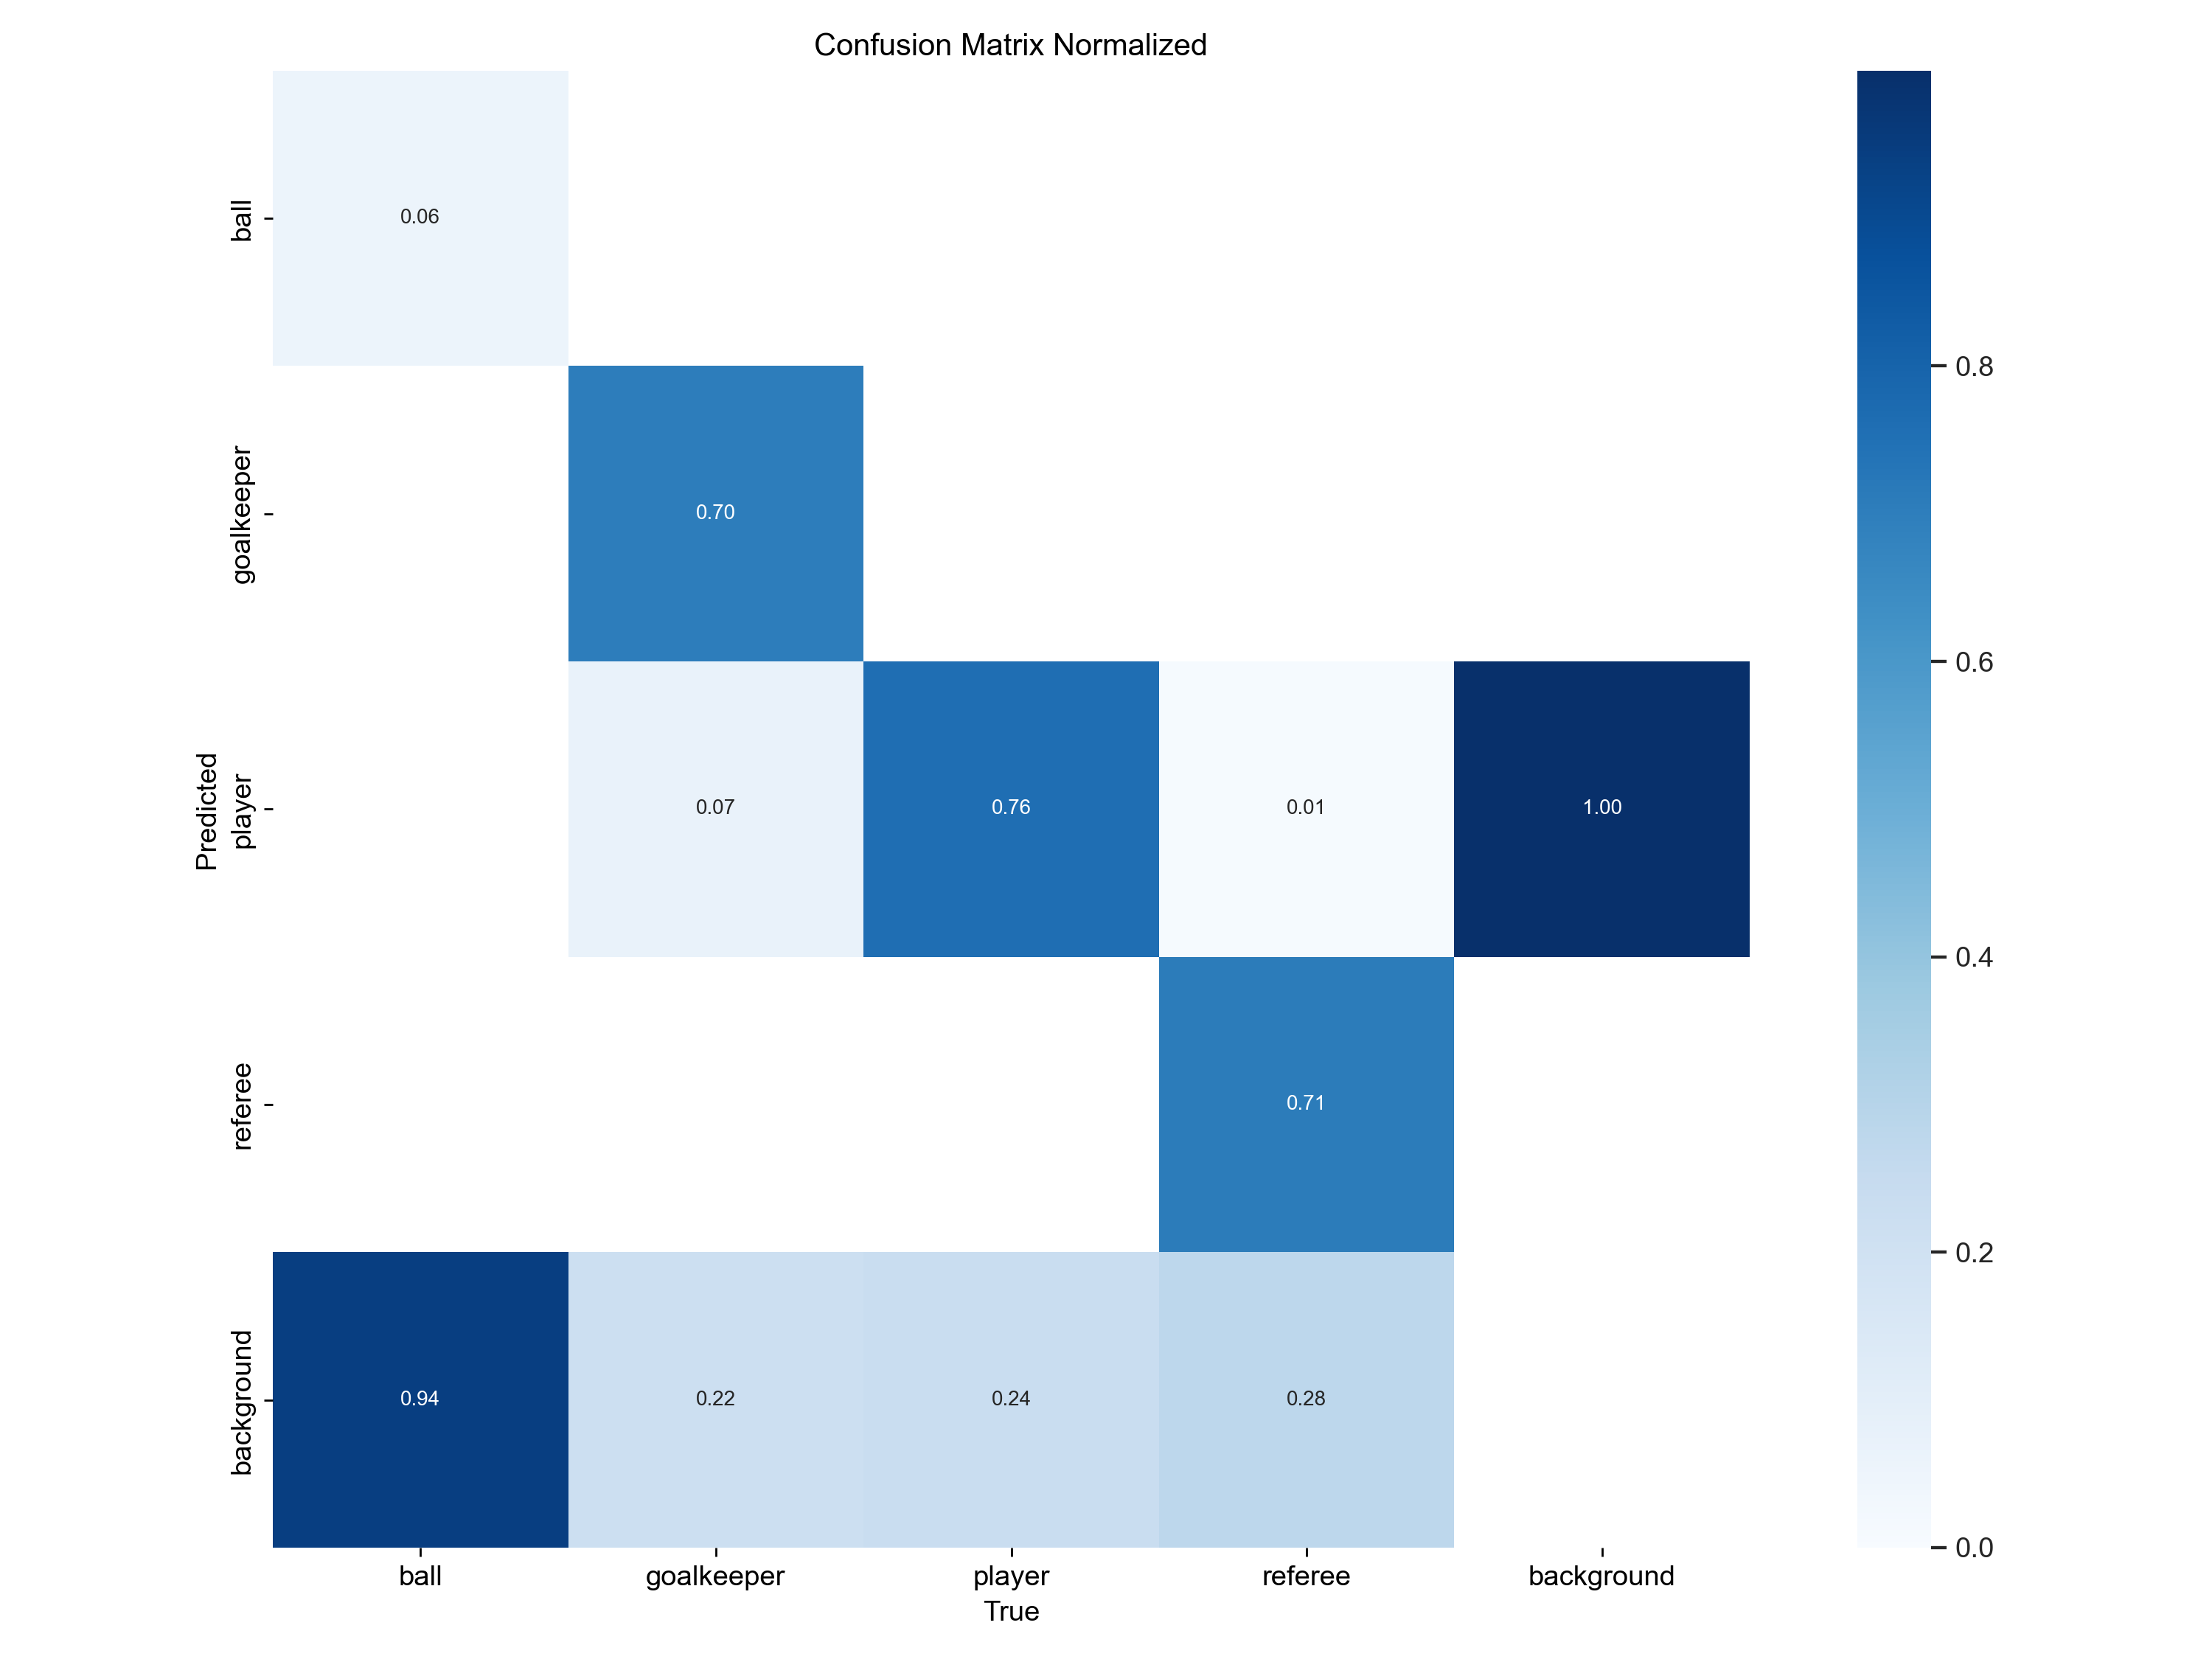 Confusion Matrix Normalized
ball
0.06
goalkeeper
0.70
Predicted
player
0.07 0.76 0.01 1.00
referee
0.71
background
0.94 0.22 0.24 0.28
ball goalkeeper player referee background
True
0.8
0.6
0.4
0.2
0.0